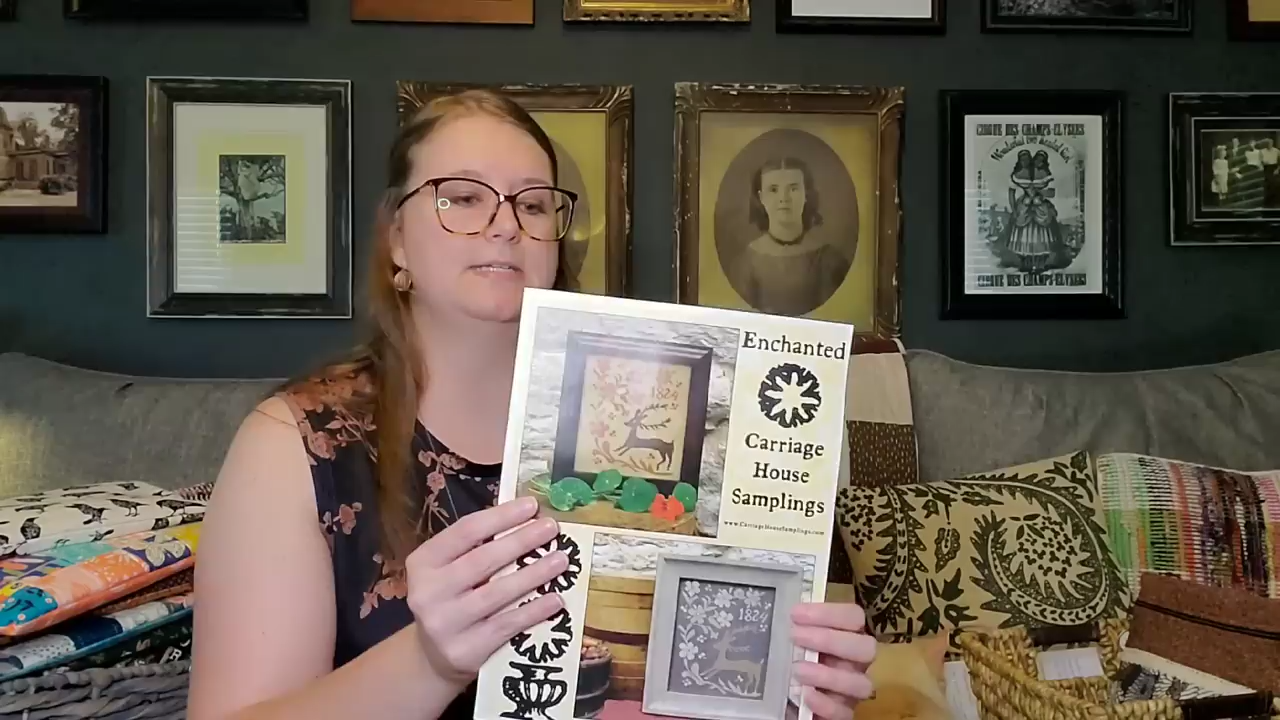 CIRQUE DES CHAMPS-ELYSEES
CIRQUE DES CHAMPS-ELYSEES
Enchanted
Carriage
House
Samplings
www.CarriageHouseSamplings.com
1824
1824